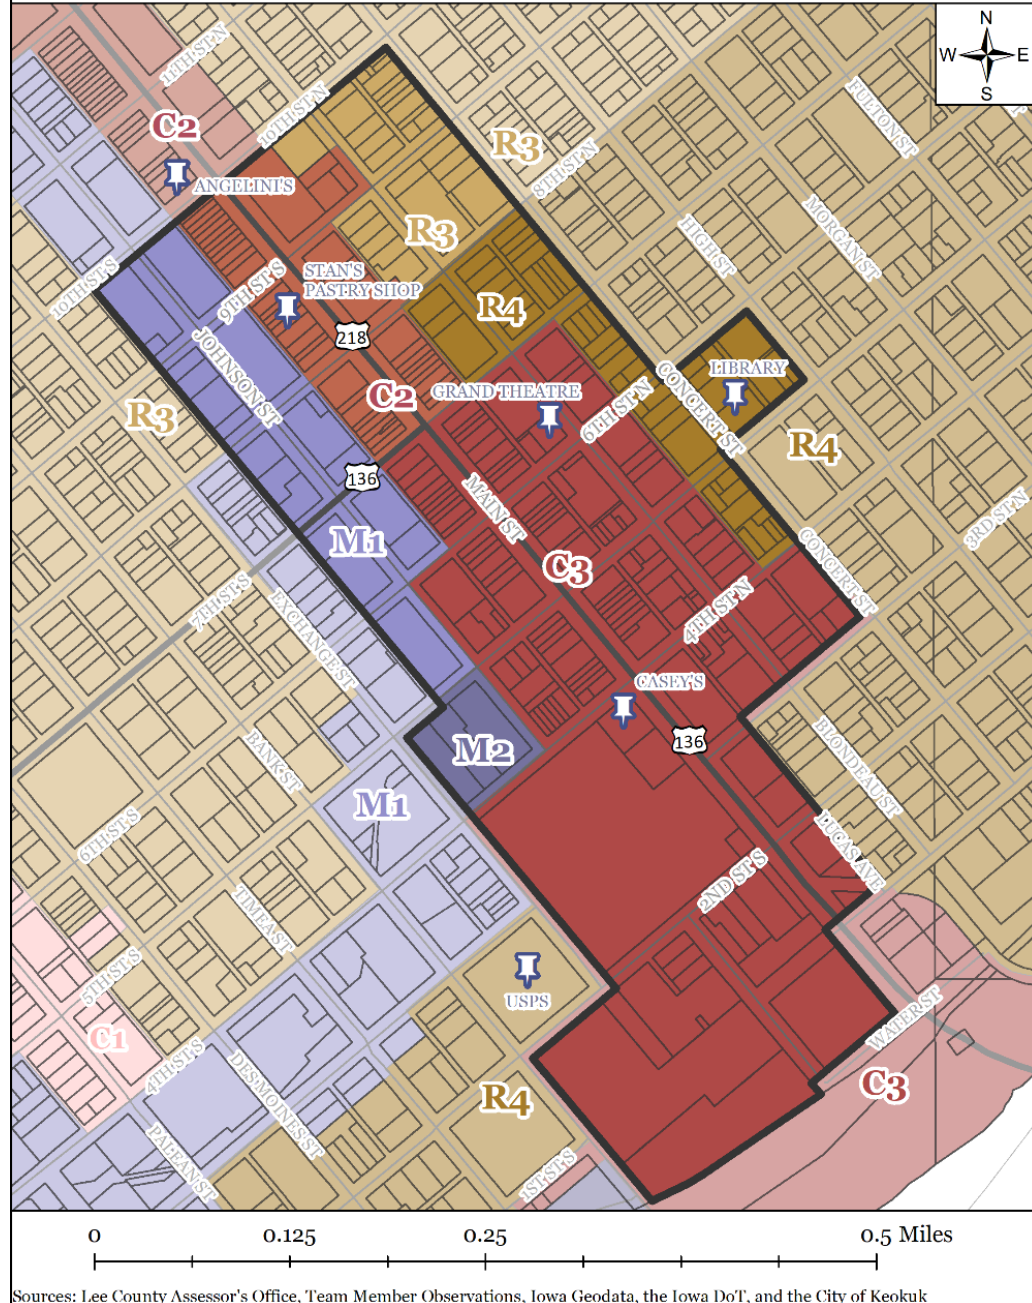 N
W E
S
11TH ST N
10TH ST N
C2
ANGELINI'S
R3
8TH ST N
FULTON ST
MORGAN ST
HIGH ST
10TH ST S
9TH ST S
R3
STAN'S
PASTRY SHOP
R4
218
JOHNSON ST
C2
GRAND THEATRE
6TH ST N
CONCERT ST
LIBRARY
R3
R4
136
MAIN ST
3RD ST N
M1
C3
CONCERT ST
4TH ST N
7TH ST S
EXCHANGE ST
CASEY'S
M2
136
BANK ST
BLONDEAU ST
M1
6TH ST S
PUCAS AVE
2ND ST S
TIMEA ST
5TH ST S
USPS
WATER ST
C1
4TH ST S
DES MOINES ST
R4
C3
PALEAN ST
1ST ST S
0 0.125 0.25 0.5 Miles
Sources: Lee County Assessor's Office, Team Member Observations, Iowa Geodata, the Iowa DoT, and the City of Keokuk